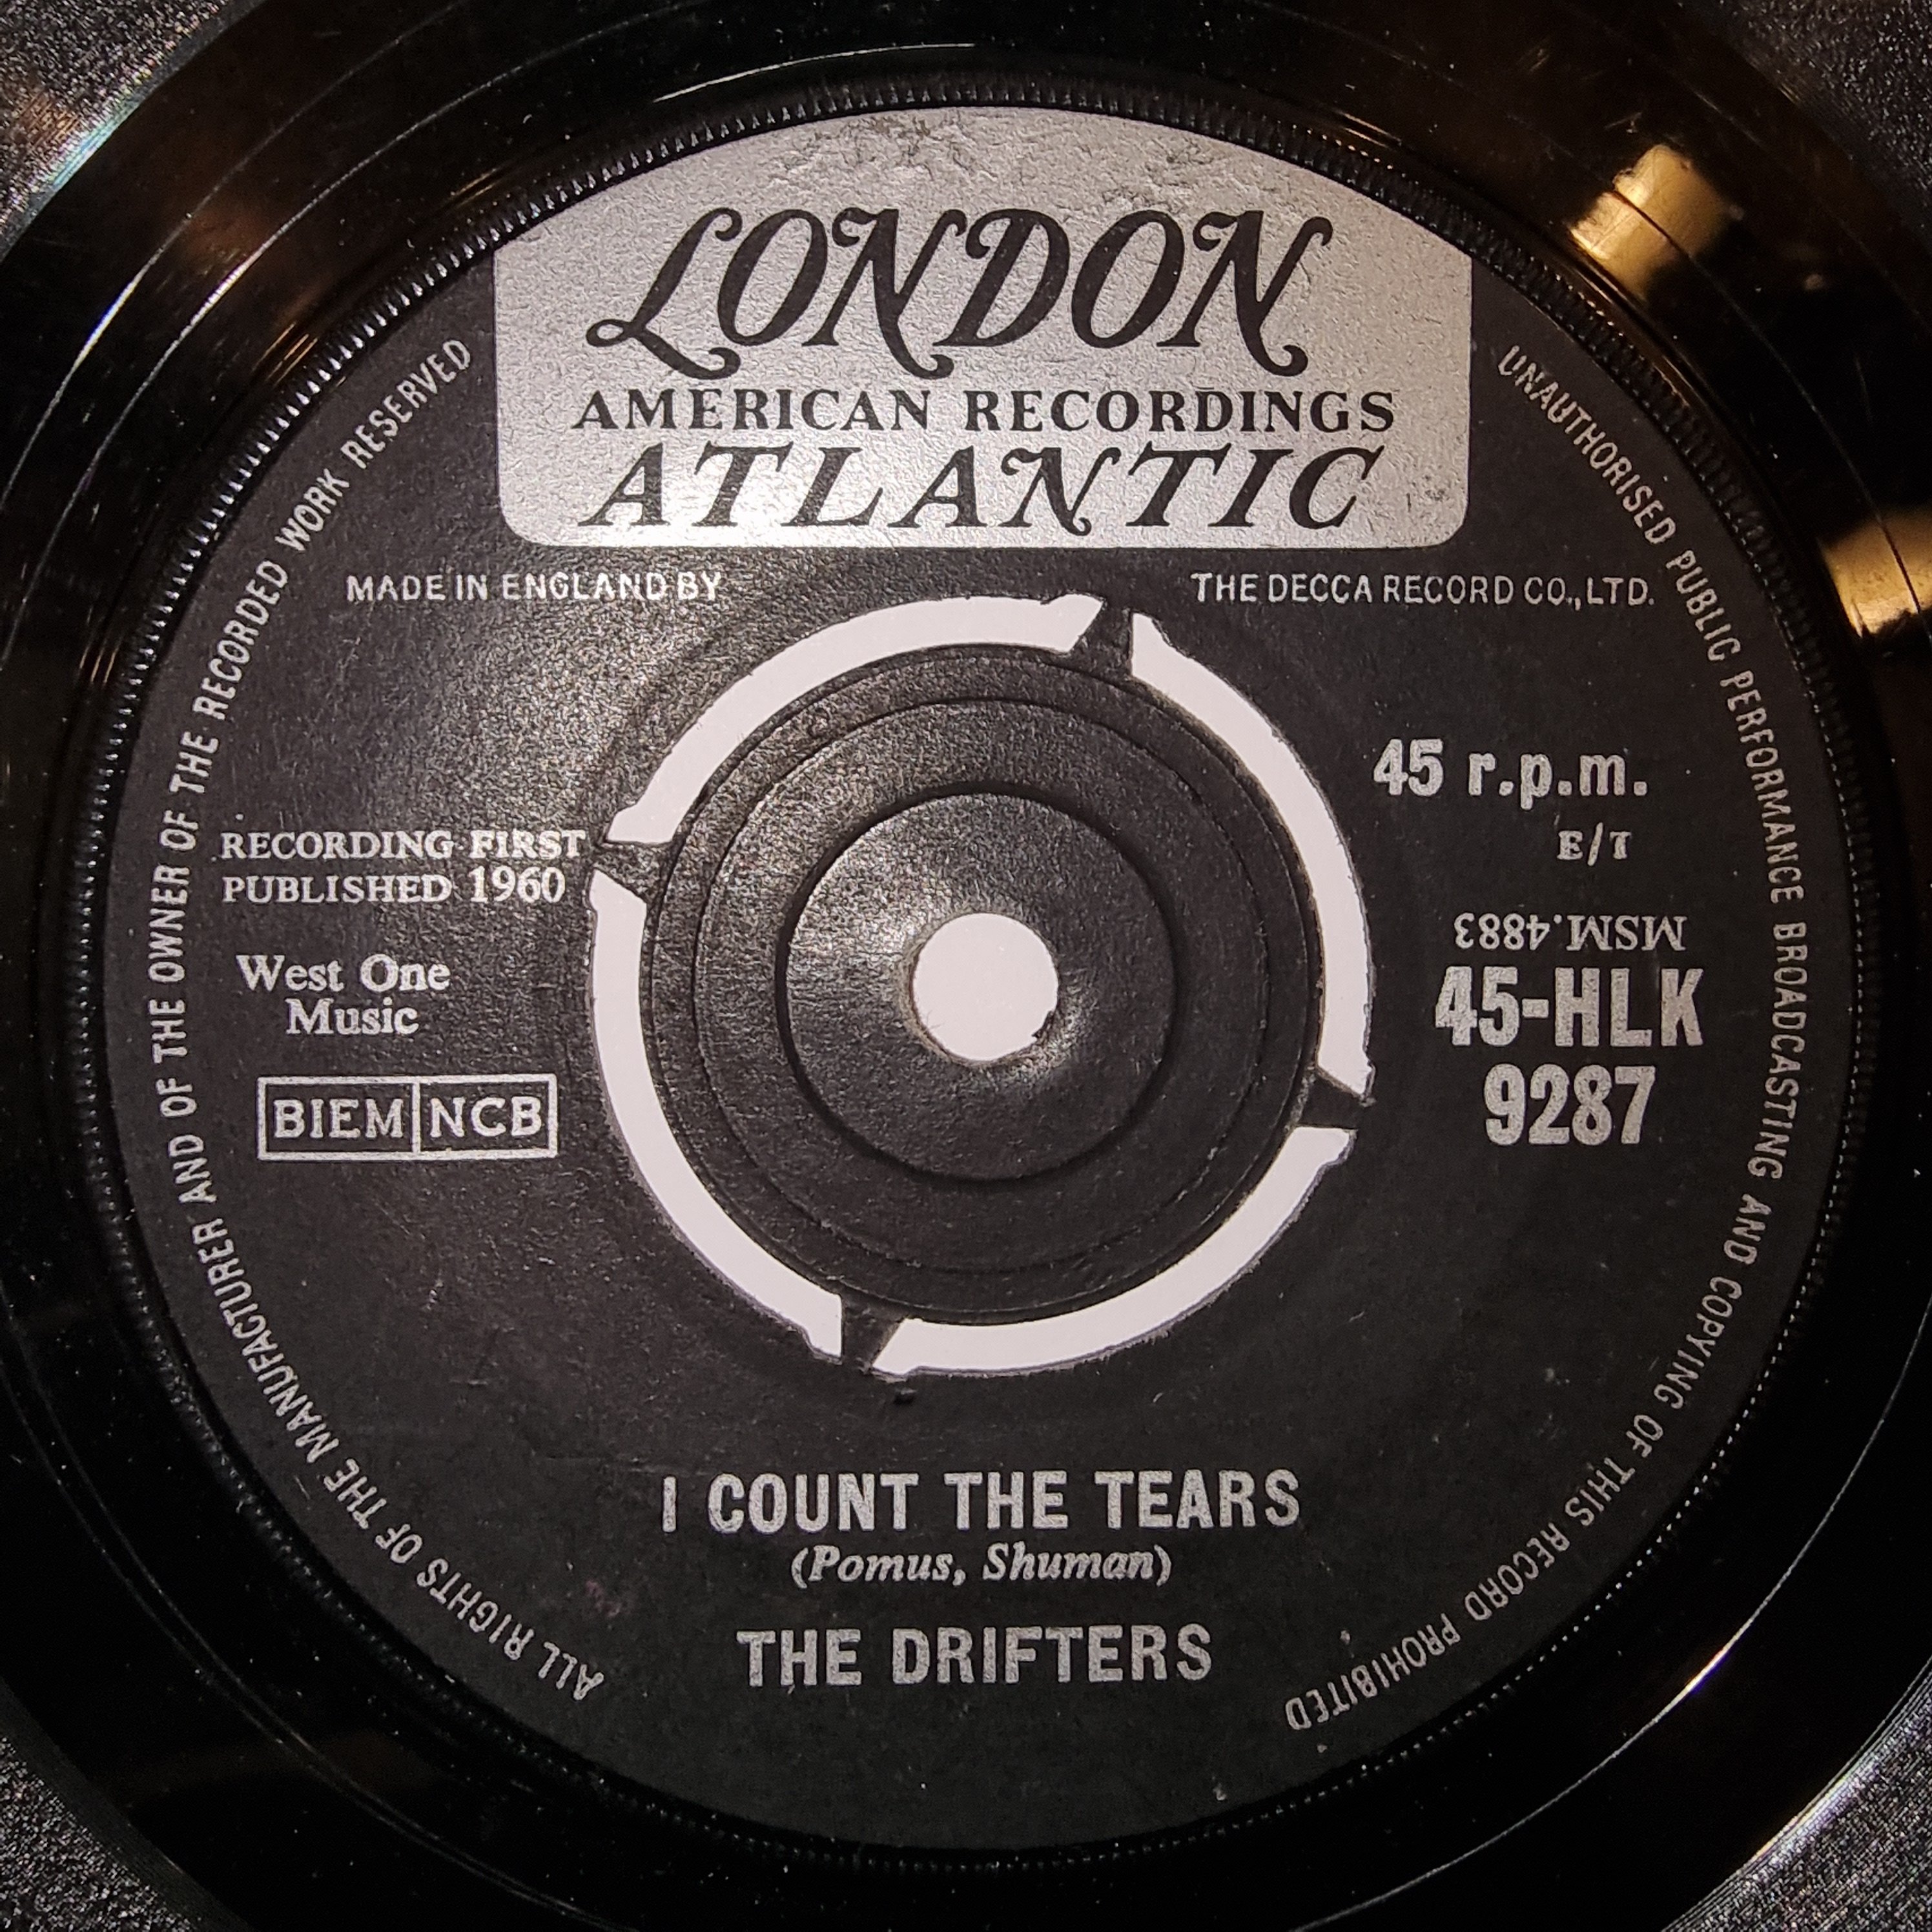 LONDON
AMERICAN RECORDINGS
ATLANTIC
MADE IN ENGLAND BY THE DECCA RECORD CO., LTD.
45 r.p.m.
E/T
RECORDING FIRST
PUBLISHED 1960
MSM.4883
West One
Music
45-HLK
9287
BIEM NCB
I COUNT THE TEARS
(Pomus, Shuman)
THE DRIFTERS
ALL RIGHTS OF THE MANUFACTURER AND OF THE OWNER OF THE RECORDED WORK RESERVED
UNAUTHORISED PUBLIC PERFORMANCE BROADCASTING AND COPYING OF THIS RECORD PROHIBITED